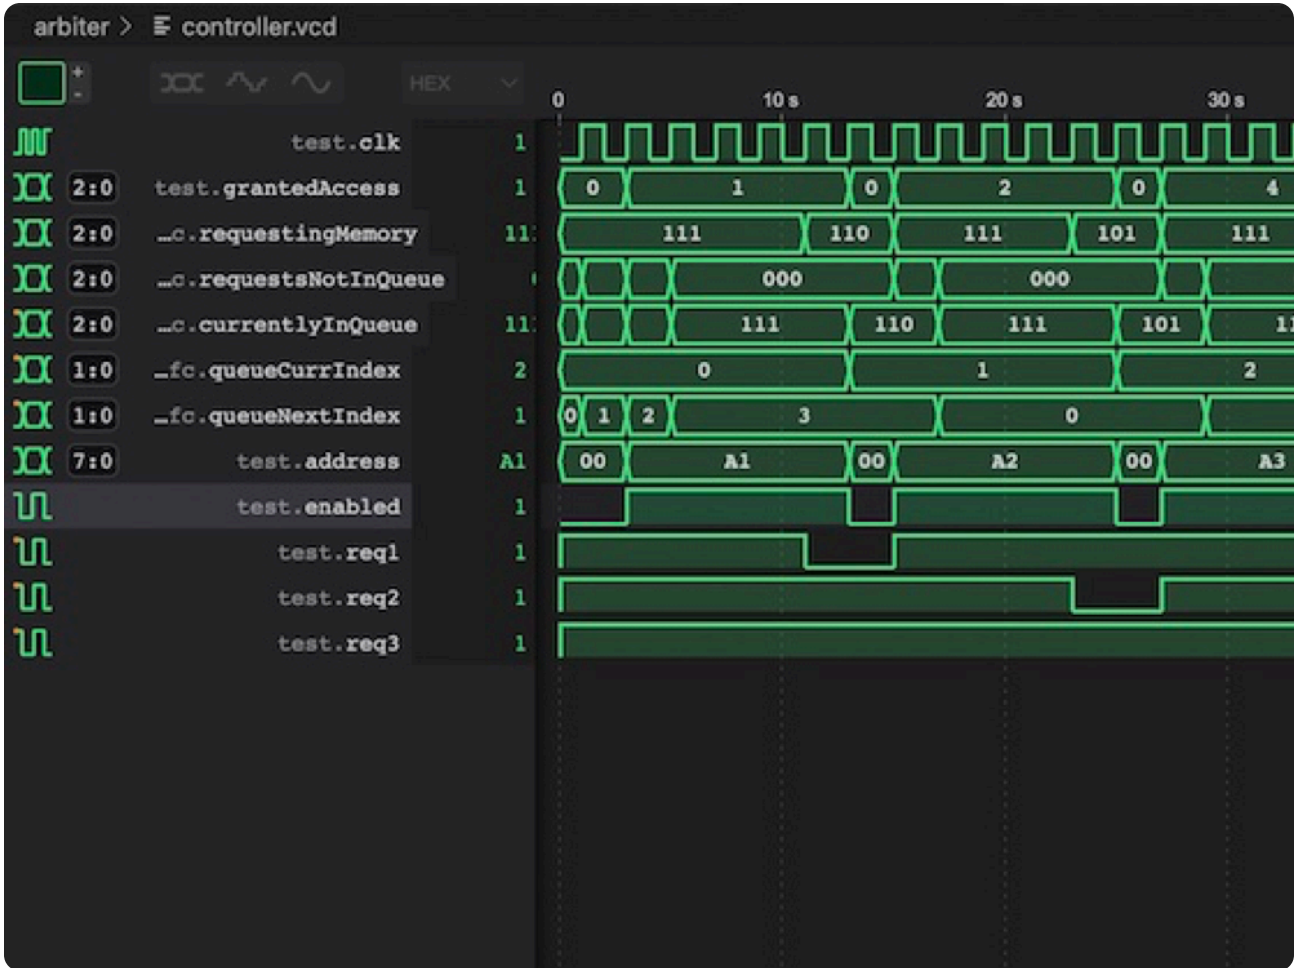 arbiter > controller.vcd
+
-
HEX
0 10 s 20 s 30 s
test.clk 1
2:0 test.grantedAccess 1 0 1 0 2 0 4
2:0 …c.requestingMemory 11 111 110 111 101 111
2:0 …c.requestsNotInQueue 000 000
2:0 …c.currentlyInQueue 11 111 110 111 101 11
1:0 …fc.queueCurrIndex 2 0 1 2
1:0 …fc.queueNextIndex 1 0 1 2 3 0
7:0 test.address A1 00 A1 00 A2 00 A3
test.enabled 1
test.req1 1
test.req2 1
test.req3 1